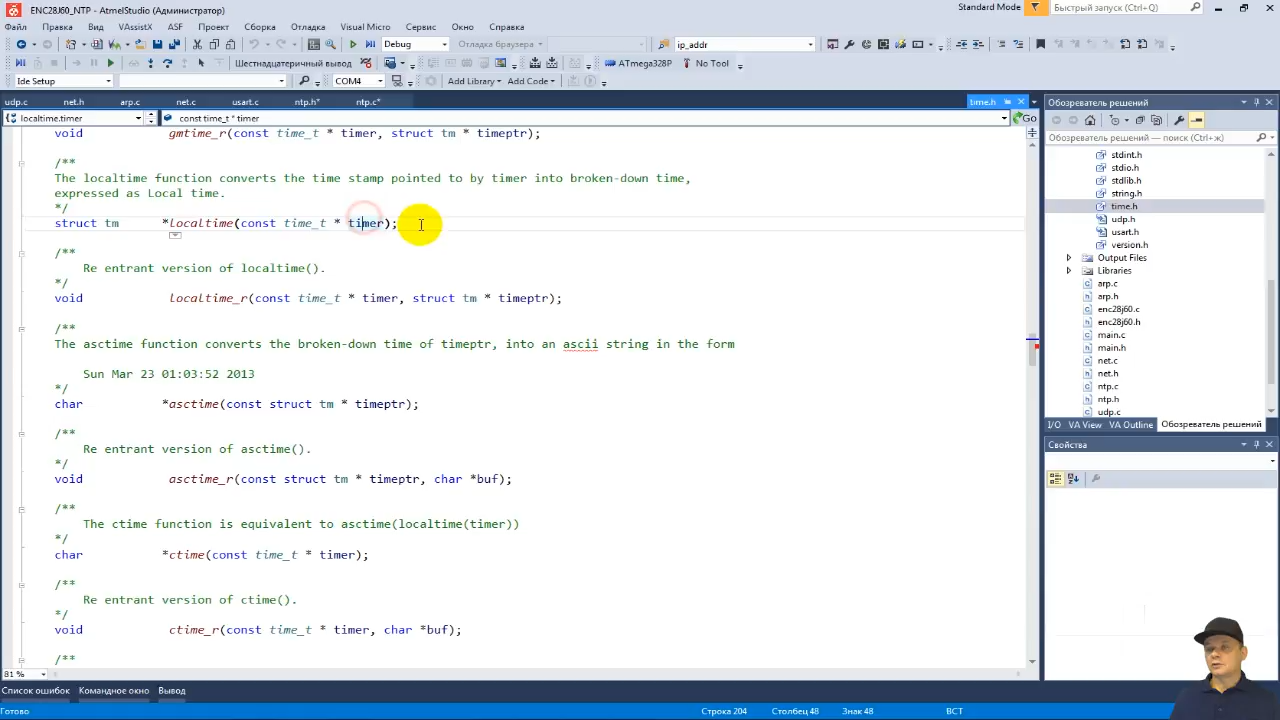 ENC28J60_NTP - AtmelStudio (Администратор)
Standard Mode
Быстрый запуск (Ctrl+Q)
Файл Правка Вид VAssistX ASF Проект Сборка Отладка Visual Micro Сервис Окно Справка
Debug Отладка браузера ip_addr
Шестнадцатеричный вывод ATmega328P No Tool
Ide Setup COM4 Add Library Add Code
udp.c net.h arp.c net.c usart.c ntp.h* ntp.c* time.h
localtime.timer const time_t * timer Go
void gmtime_r(const time_t * timer, struct tm * timeptr);
/**
The localtime function converts the time stamp pointed to by timer into broken-down time,
expressed as Local time.
*/
struct tm *localtime(const time_t * timer);
/**
Re entrant version of localtime().
*/
void localtime_r(const time_t * timer, struct tm * timeptr);
/**
The asctime function converts the broken-down time of timeptr, into an ascii string in the form
Sun Mar 23 01:03:52 2013
*/
char *asctime(const struct tm * timeptr);
/**
Re entrant version of asctime().
*/
void asctime_r(const struct tm * timeptr, char *buf);
/**
The ctime function is equivalent to asctime(localtime(timer))
*/
char *ctime(const time_t * timer);
/**
Re entrant version of ctime().
*/
void ctime_r(const time_t * timer, char *buf);
/**
81 %
Обозреватель решений
Обозреватель решений — поиск (Ctrl+ж)
stdint.h
stdio.h
stdlib.h
string.h
time.h
udp.h
usart.h
version.h
Output Files
Libraries
arp.c
arp.h
enc28j60.c
enc28j60.h
main.c
main.h
net.c
net.h
ntp.c
ntp.h
udp.c
I/O VA View VA Outline Обозреватель решений
Свойства
Список ошибок Командное окно Вывод
Готово Строка 204 Столбец 48 Знак 48 ВСТ